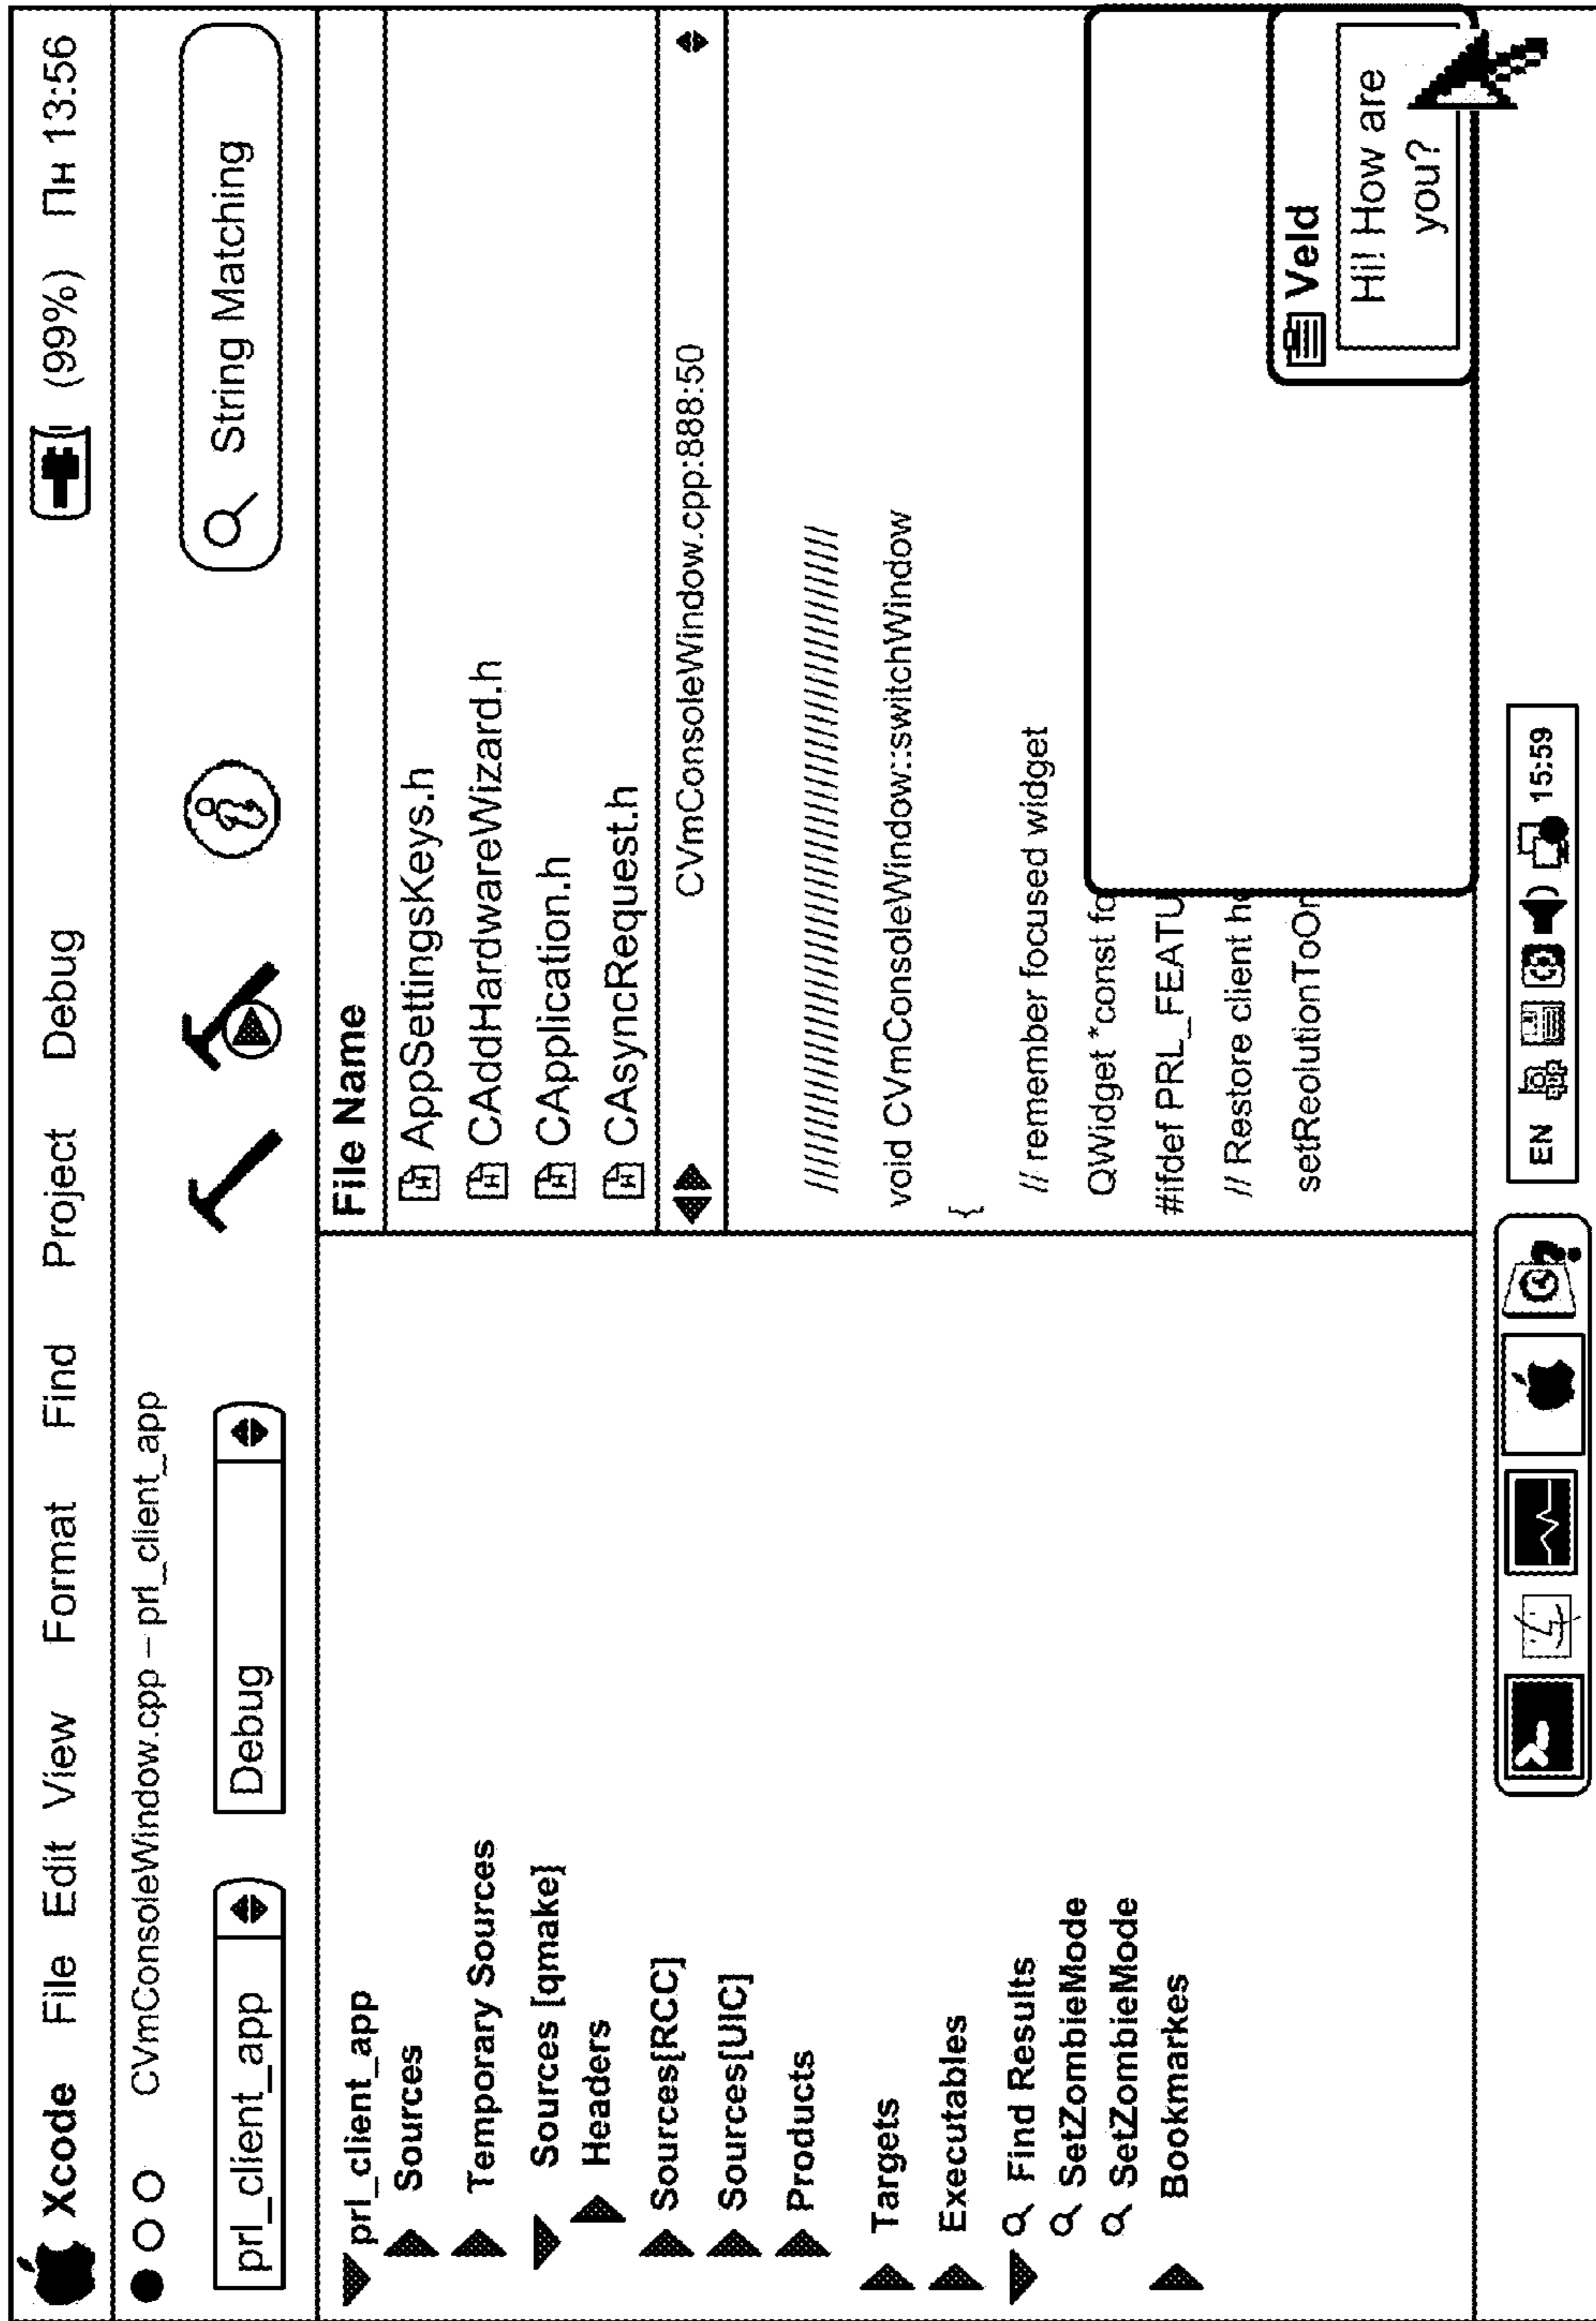 Xcode File Edit View Format Find Project Debug (99%) Пн 13:56
CVmConsoleWindow.cpp – prl_client_app
prl_client_app Debug String Matching
prl_client_app
Sources
Temporary Sources
Sources [qmake]
Headers
Sources[RCC]
Sources[UIC]
Products
Targets
Executables
Find Results
SetZombieMode
SetZombieMode
Bookmarkes
File Name
AppSettingsKeys.h
CAddHardwareWizard.h
CApplication.h
CAsyncRequest.h
CVmConsoleWindow.cpp:888:50
//////////////////////////////////////////////////
void CVmConsoleWindow::switchWindow
{
// remember focused widget
QWidget *const fo
#ifdef PRL_FEATU
// Restore client he
setReolutionToOr
Veld
Hi! How are
you?
EN 15:59